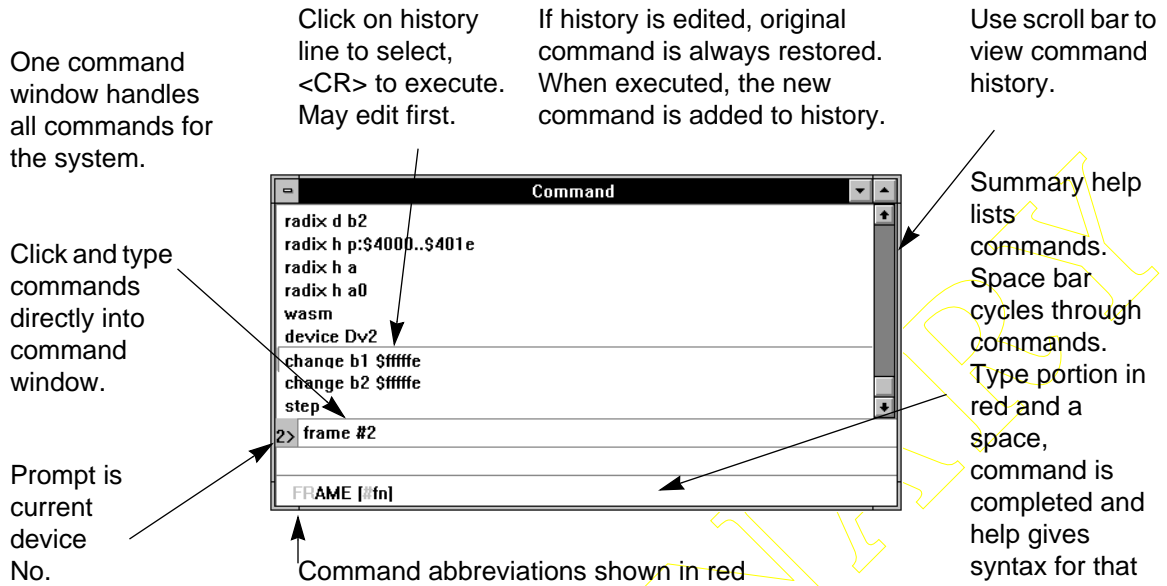 One command
window handles
all commands for
the system.
Click on history
line to select,
<CR> to execute.
May edit first.
If history is edited, original
command is always restored.
When executed, the new
command is added to history.
Use scroll bar to
view command
history.
Click and type
commands
directly into
command
window.
Prompt is
current
device
No.
Command
radix d b2
radix h p:$4000..$401e
radix h a
radix h a0
wasm
device Dv2
change b1 $fffffe
change b2 $fffffe
step
2> frame #2
FRAME [#fn]
Command abbreviations shown in red
Summary help
lists
commands.
Space bar
cycles through
commands.
Type portion in
red and a
space,
command is
completed and
help gives
syntax for that